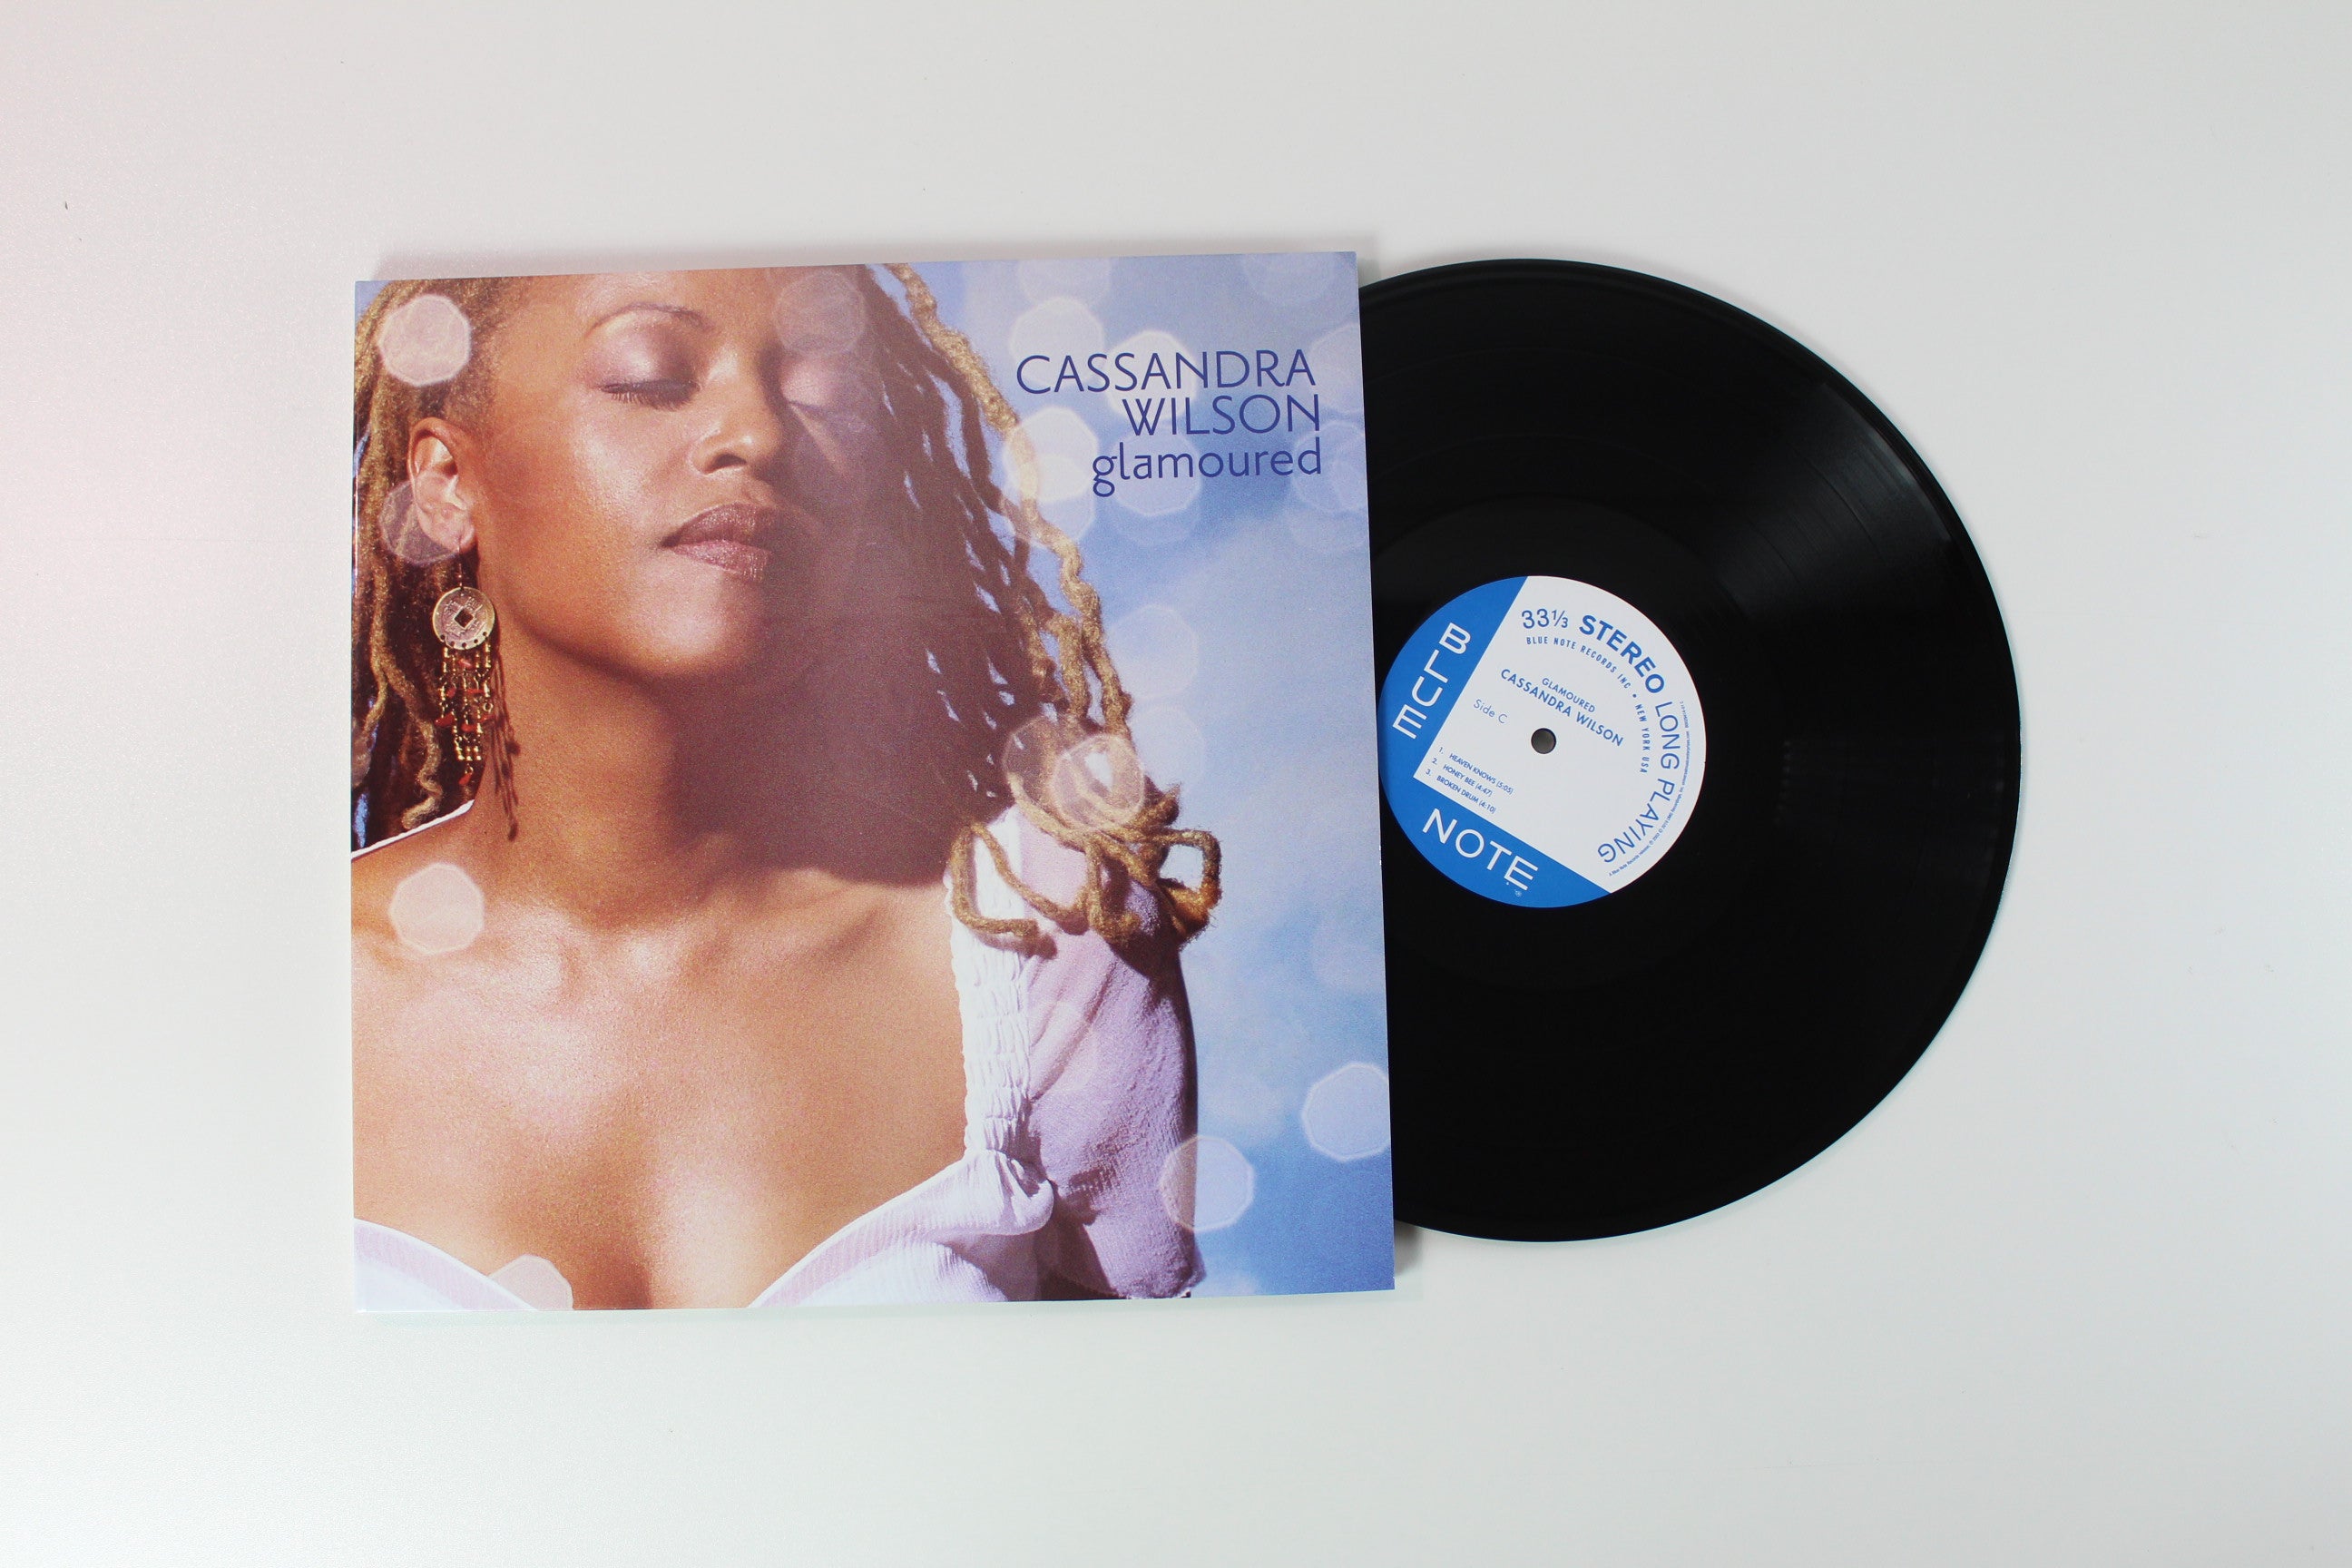 CASSANDRA
WILSON
glamoured
BLUE
NOTE
33⅓ STEREO LONG PLAYING
BLUE NOTE RECORDS INC • NEW YORK USA
GLAMOURED
CASSANDRA WILSON
Side C
1. HEAVEN KNOWS (5:05)
2. HONEY BEE (4:47)
3. BROKEN DRUM (4:10)